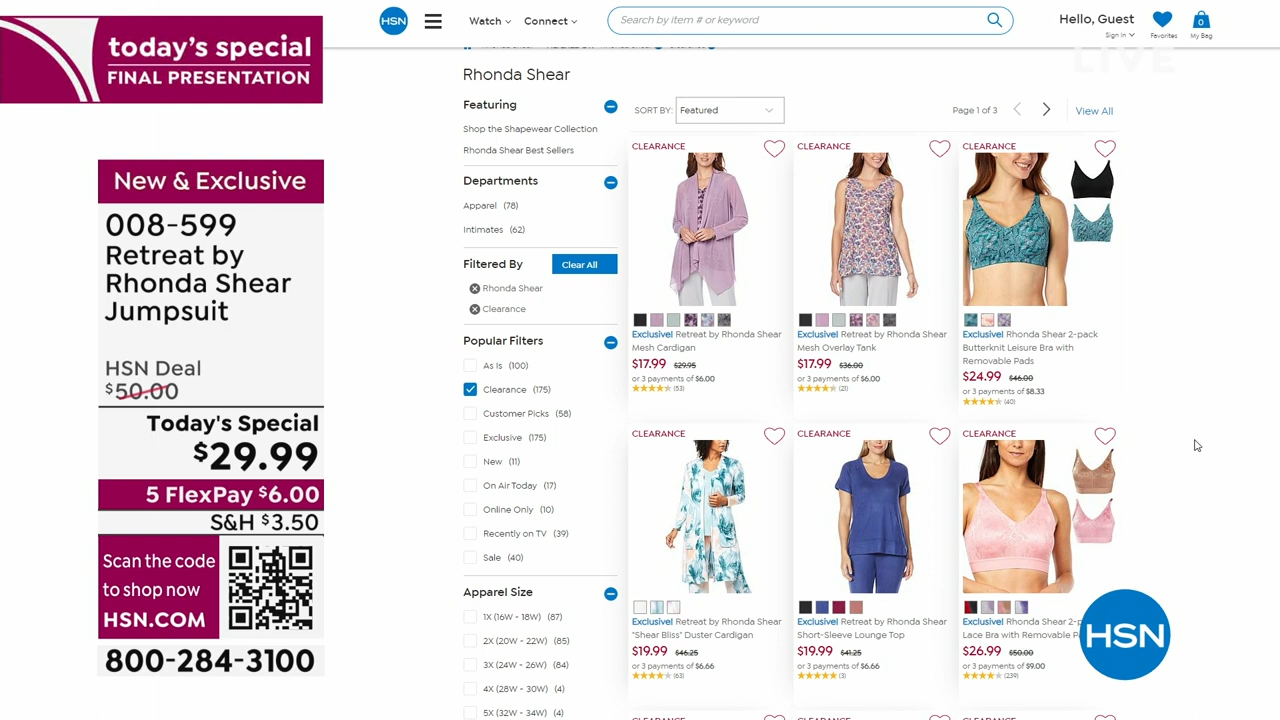 today's special
FINAL PRESENTATION
New & Exclusive
008-599
Retreat by
Rhonda Shear
Jumpsuit
HSN Deal
$50.00
Today's Special
$29.99
5 FlexPay $6.00
S&H $3.50
Scan the code
to shop now
HSN.COM
800-284-3100
HSN
Watch
Connect
Search by item # or keyword
Hello, Guest
Sign In
Favorites
0
My Bag
LIVE
Rhonda Shear
Featuring
Shop the Shapewear Collection
Rhonda Shear Best Sellers
Departments
Apparel (78)
Intimates (62)
Filtered By
Clear All
Rhonda Shear
Clearance
Popular Filters
As Is (100)
Clearance (175)
Customer Picks (58)
Exclusive (175)
New (11)
On Air Today (17)
Online Only (10)
Recently on TV (39)
Sale (40)
Apparel Size
1X (16W - 18W) (87)
2X (20W - 22W) (85)
3X (24W - 26W) (84)
4X (28W - 30W) (4)
5X (32W - 34W) (4)
SORT BY: Featured
Page 1 of 3
View All
CLEARANCE
Exclusive! Retreat by Rhonda Shear
Mesh Cardigan
$17.99 $29.95
or 3 payments of $6.00
(53)
CLEARANCE
Exclusive! Retreat by Rhonda Shear
Mesh Overlay Tank
$17.99 $36.00
or 3 payments of $6.00
(21)
CLEARANCE
Exclusive! Rhonda Shear 2-pack
Butterknit Leisure Bra with
Removable Pads
$24.99 $46.00
or 3 payments of $8.33
(40)
CLEARANCE
Exclusive! Retreat by Rhonda Shear
"Shear Bliss" Duster Cardigan
$19.99 $46.25
or 3 payments of $6.66
(63)
CLEARANCE
Exclusive! Retreat by Rhonda Shear
Short-Sleeve Lounge Top
$19.99 $41.25
or 3 payments of $6.66
(3)
CLEARANCE
Exclusive! Rhonda Shear 2-p
Lace Bra with Removable P
$26.99 $50.00
or 3 payments of $9.00
(239)
HSN